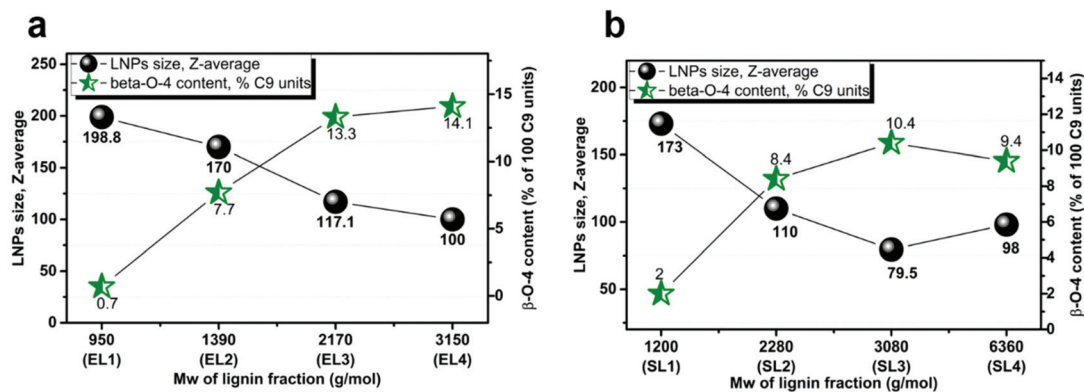 a
LNPs size, Z-average
beta-O-4 content, % C9 units
LNPs size, Z-average
250
200
150
100
50
0
198.8
170
117.1
100
0.7
7.7
13.3
14.1
15
10
5
0
β-O-4 content (% of 100 C9 units)
950 1390 2170 3150
(EL1) (EL2) (EL3) (EL4)
Mw of lignin fraction (g/mol)
b
LNPs size, Z-average
beta-O-4 content, % C9 units
LNPs size, Z-average
200
150
100
50
173
110
79.5
98
2
8.4
10.4
9.4
14
12
10
8
6
4
2
0
β-O-4 content (% of 100 C9 units)
1200 2280 3080 6360
(SL1) (SL2) (SL3) (SL4)
Mw of lignin fraction (g/mol)